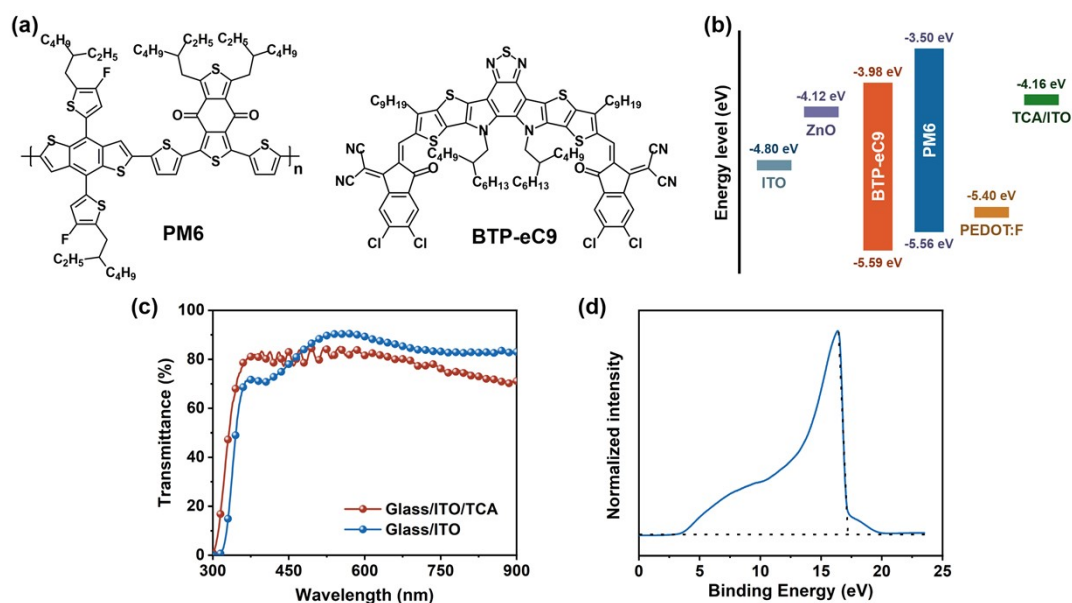 (a)
C4H9
C2H5
F
S
S
S
S
F
S
C2H5
C4H9
C4H9
C2H5
C2H5
C4H9
S
O
O
S
S
S
n
PM6
S
N
N
C9H19
S
S
S
S
C9H19
N
N
C4H9
C4H9
C6H13
C6H13
NC
CN
O
O
NC
CN
Cl
Cl
Cl
Cl
BTP-eC9
(b)
Energy level (eV)
-4.80 eV
ITO
-4.12 eV
ZnO
-3.98 eV
BTP-eC9
-5.59 eV
-3.50 eV
PM6
-5.56 eV
-5.40 eV
PEDOT:F
-4.16 eV
TCA/ITO
(c)
Transmittance (%)
100
80
60
40
20
0
300
450
600
750
900
Wavelength (nm)
Glass/ITO/TCA
Glass/ITO
(d)
Normalized intensity
0
5
10
15
20
25
Binding Energy (eV)